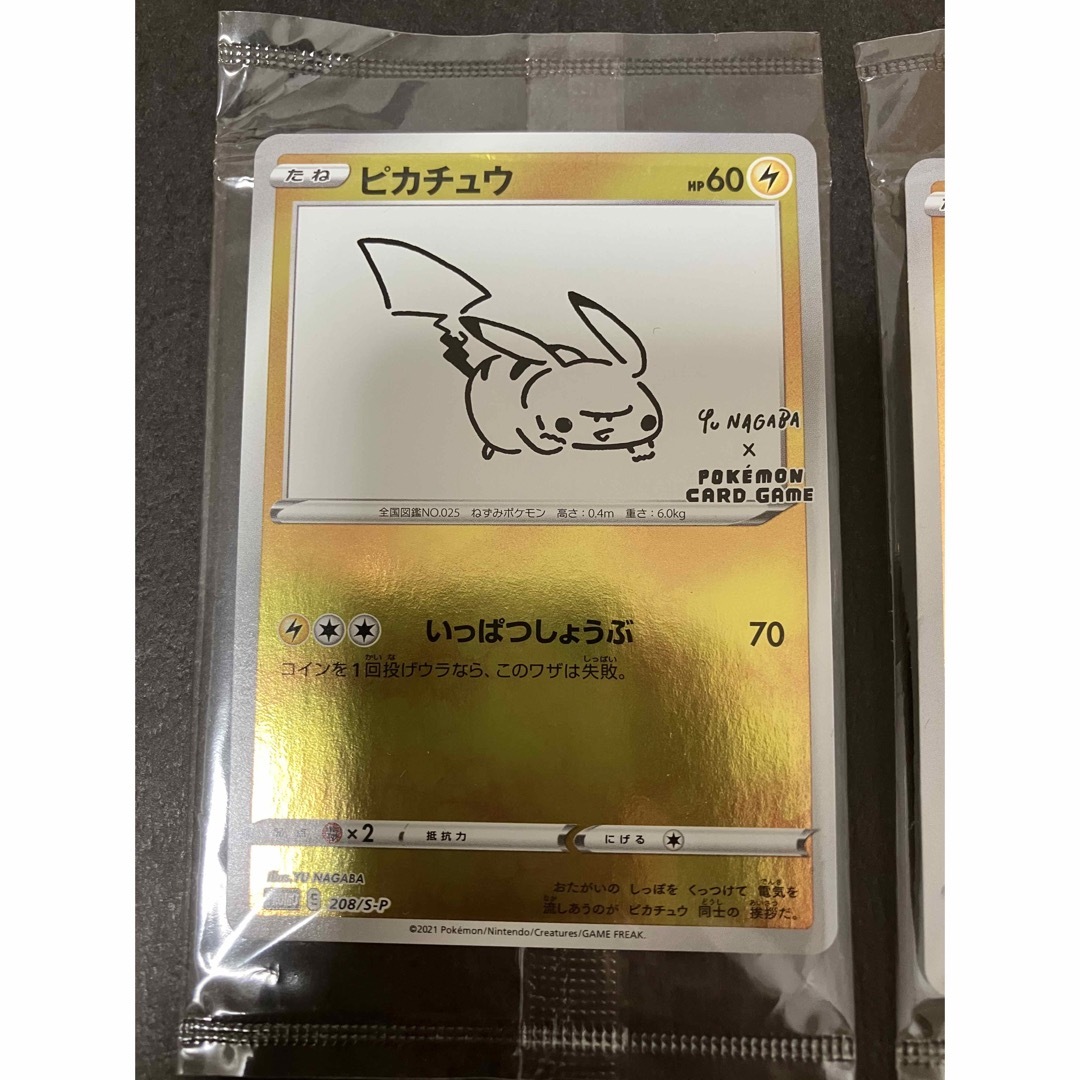 たね ピカチュウ HP60
Yu NAGABA
×
POKÉMON
CARD GAME
全国図鑑NO.025 ねずみポケモン 高さ:0.4m 重さ:6.0kg
いっぱつしょうぶ 70
コインを1回投げウラなら、このワザは失敗。
×2 抵抗力 にげる
illus.YU NAGABA
208/S-P
おたがいの しっぽを くっつけて 電気を
流しあうのが ピカチュウ 同士の 挨拶だ。
©2021 Pokémon/Nintendo/Creatures/GAME FREAK.